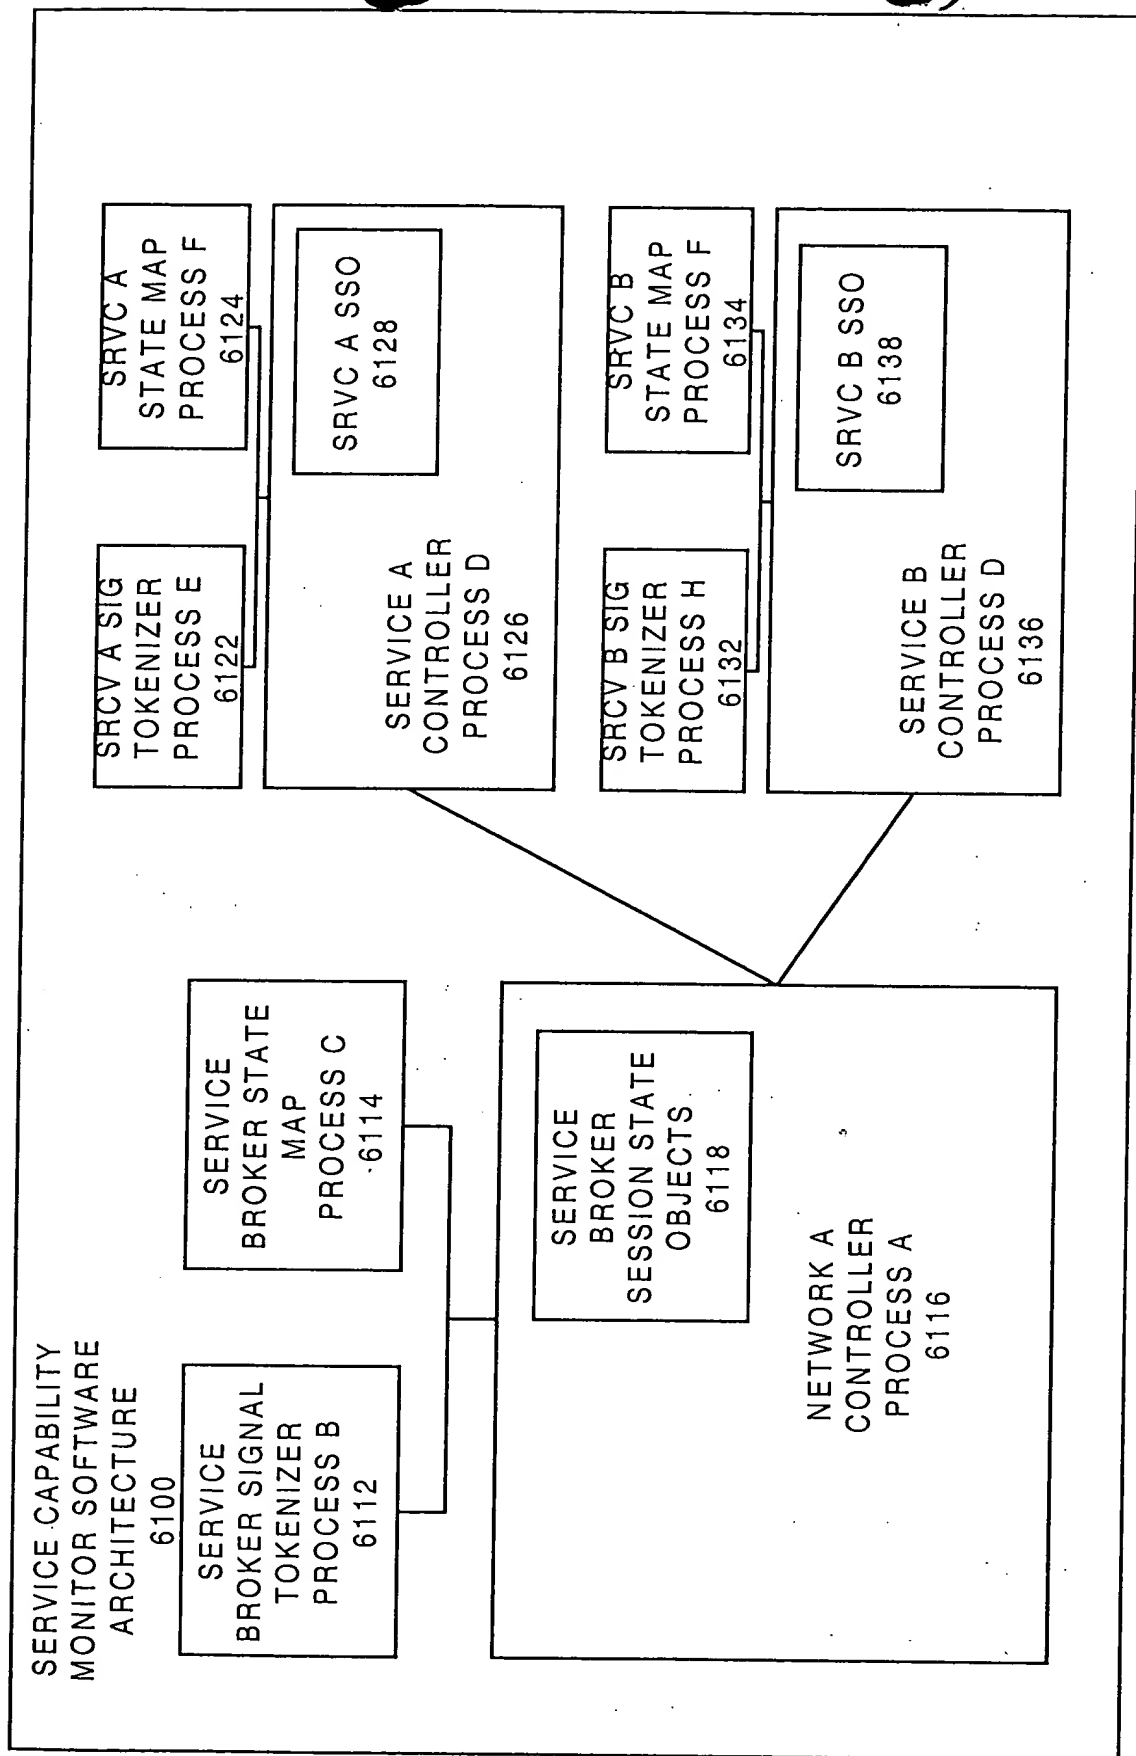 SERVICE CAPABILITY
MONITOR SOFTWARE
ARCHITECTURE
6100
SERVICE
BROKER SIGNAL
TOKENIZER
PROCESS B
6112
SERVICE
BROKER STATE
MAP
PROCESS C
6114
SERVICE
BROKER
SESSION STATE
OBJECTS
6118
NETWORK A
CONTROLLER
PROCESS A
6116
SRCV A SIG
TOKENIZER
PROCESS E
6122
SRVC A
STATE MAP
PROCESS F
6124
SRVC A SSO
6128
SERVICE A
CONTROLLER
PROCESS D
6126
SRCV B SIG
TOKENIZER
PROCESS H
6132
SRVC B
STATE MAP
PROCESS F
6134
SRVC B SSO
6138
SERVICE B
CONTROLLER
PROCESS D
6136